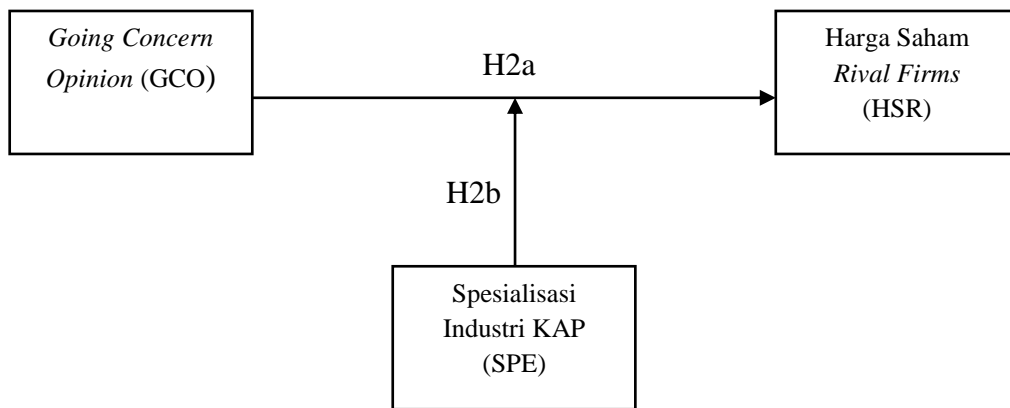 Going Concern
Opinion (GCO)
H2a
Harga Saham
Rival Firms
(HSR)
H2b
Spesialisasi
Industri KAP
(SPE)